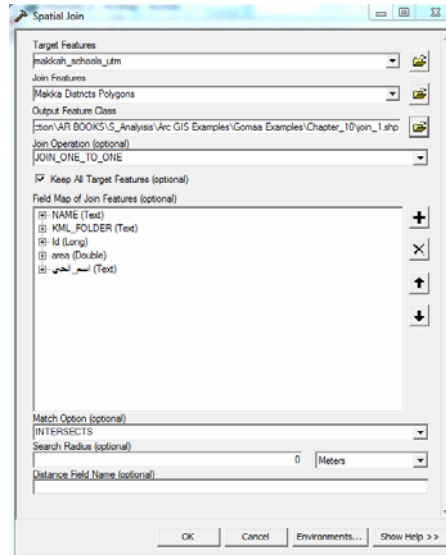 Spatial Join
Target Features
makkah_schools_utm
Join Features
Makka Districts Polygons
Output Feature Class
ction\AR BOOKS\S_Analyisis\Arc GIS Examples\Gomaa Examples\Chapter_10\join_1.shp
Join Operation (optional)
JOIN_ONE_TO_ONE
Keep All Target Features (optional)
Field Map of Join Features (optional)
NAME (Text)
KML_FOLDER (Text)
Id (Long)
area (Double)
اسم_الحي (Text)
Match Option (optional)
INTERSECTS
Search Radius (optional)
0 Meters
Distance Field Name (optional)
OK Cancel Environments... Show Help >>